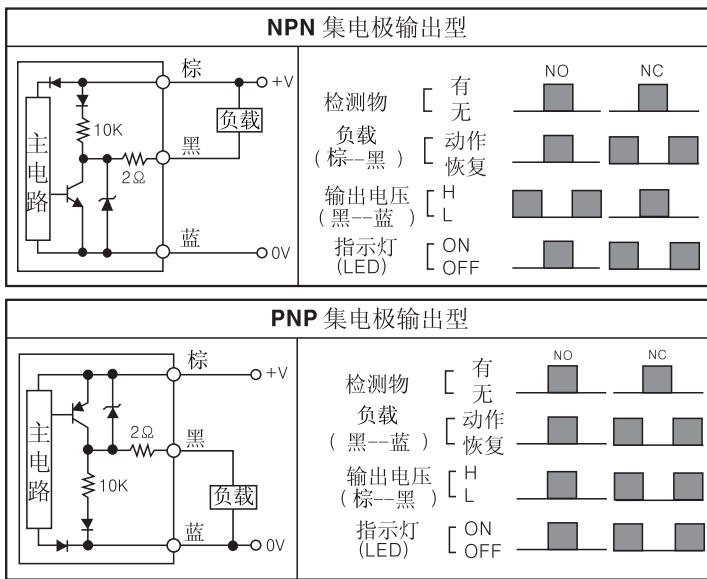 NPN 集电极输出型
棕
+V
10K
负载
黑
主电路
2Ω
蓝
0V
NO NC
检测物 有
无
负载 动作
(棕--黑) 恢复
输出电压 H
(黑--蓝) L
指示灯 ON
(LED) OFF
PNP 集电极输出型
棕
+V
主电路
2Ω
黑
10K
负载
蓝
0V
NO NC
检测物 有
无
负载 动作
(黑--蓝) 恢复
输出电压 H
(棕--黑) L
指示灯 ON
(LED) OFF